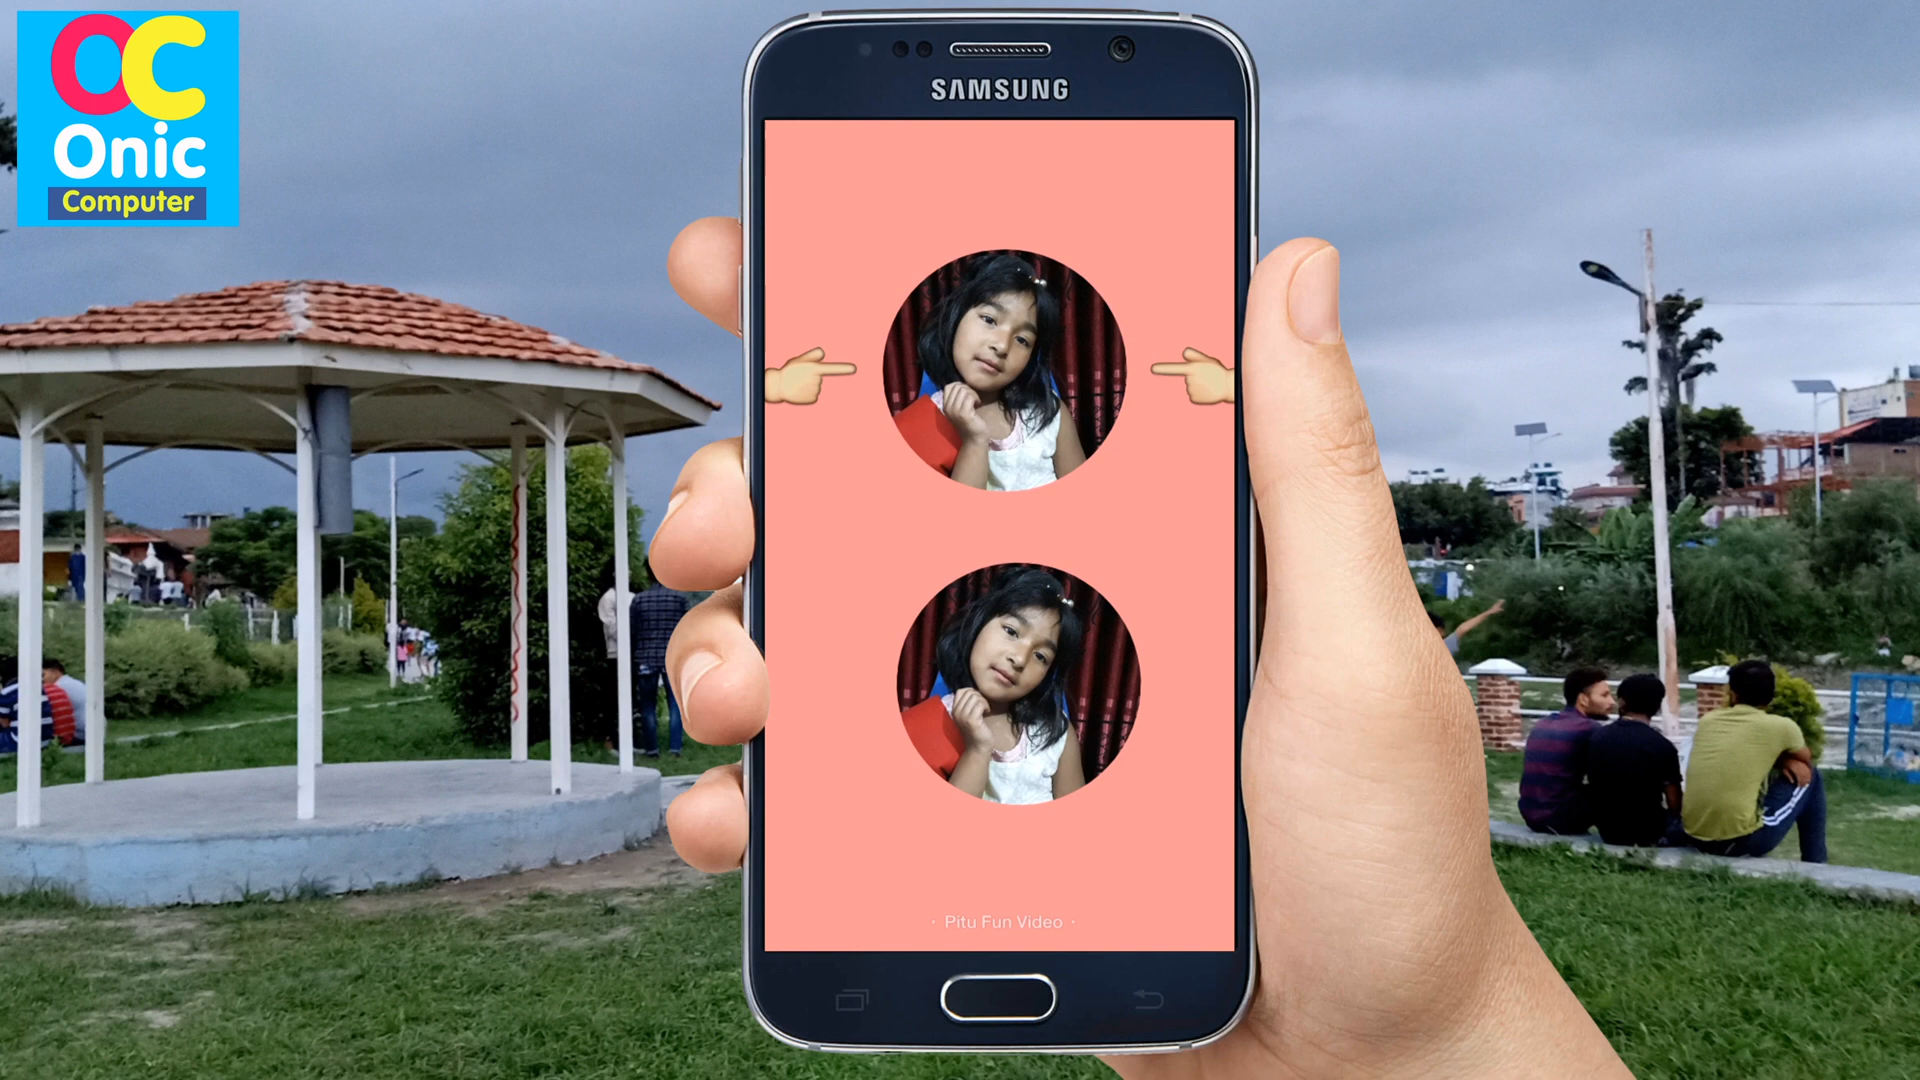 OC
Onic
Computer
SAMSUNG
· Pitu Fun Video ·